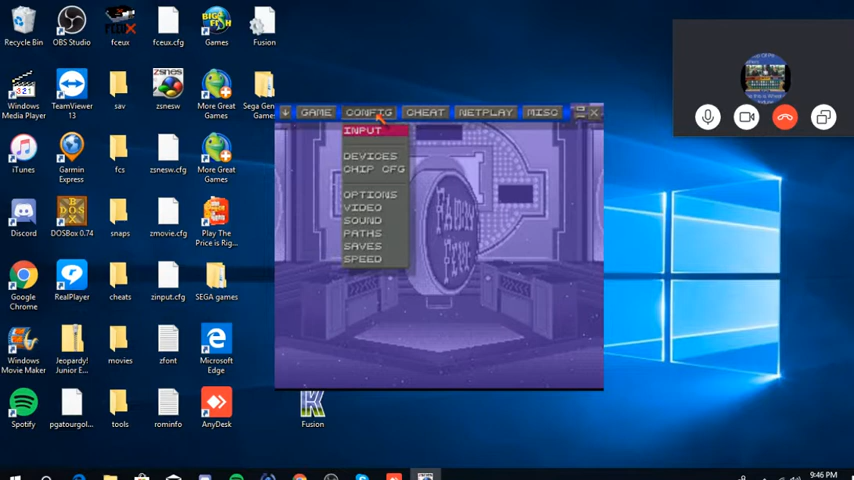 Recycle Bin
OBS Studio
fceux
fceux.cfg
Games
Fusion
Windows
Media Player
TeamViewer
13
sav
zsnesw
More Great
Games
Sega Gen
Games
iTunes
Garmin
Express
fcs
zsnesw.cfg
More Great
Games
Discord
DOSBox 0.74
snaps
zmovie.cfg
Play The
Price is Rig...
Google
Chrome
RealPlayer
cheats
zinput.cfg
SEGA games
Windows
Movie Maker
Jeopardy!
Junior E...
movies
zfont
Microsoft
Edge
Spotify
pgatourgol...
tools
rominfo
AnyDesk
Fusion
GAME CONFIG CHEAT NETPLAY MISC
INPUT
DEVICES
CHIP CFG
OPTIONS
VIDEO
SOUND
PATHS
SAVES
SPEED
FAMILY
FEUD
9:46 PM